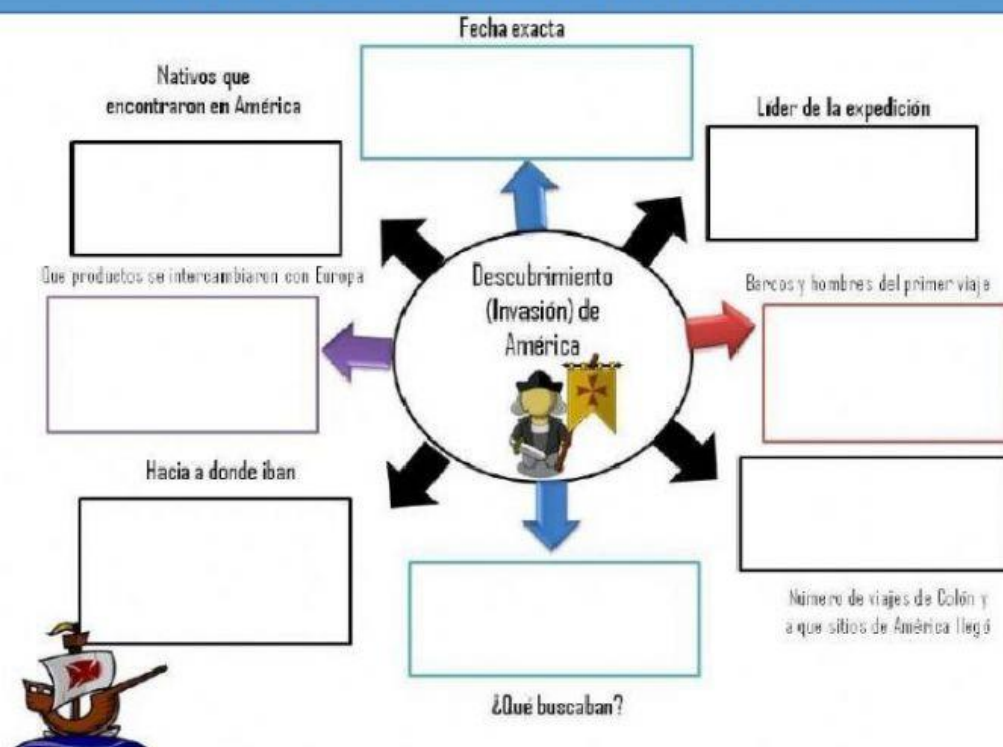 Fecha exacta
Nativos que
encontraron en América
Líder de la expedición
Que productos se intercambiaron con Europa
Descubrimiento
(Invasión) de
América
Barcos y hombres del primer viaje
Hacia a donde iban
Número de viajes de Colón y
a que sitios de América llegó
¿Qué buscaban?